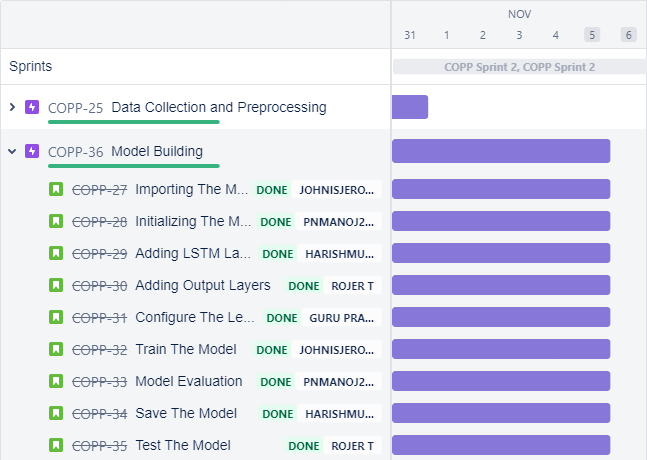 NOV
31 1 2 3 4 5 6
Sprints
COPP Sprint 2, COPP Sprint 2
COPP-25 Data Collection and Preprocessing
COPP-36 Model Building
COPP-27 Importing The M... DONE JOHNISJERO...
COPP-28 Initializing The M... DONE PNMANOJ2...
COPP-29 Adding LSTM La... DONE HARISHMU...
COPP-30 Adding Output Layers DONE ROJER T
COPP-31 Configure The Le... DONE GURU PRA...
COPP-32 Train The Model DONE JOHNISJERO...
COPP-33 Model Evaluation DONE PNMANOJ2...
COPP-34 Save The Model DONE HARISHMU...
COPP-35 Test The Model DONE ROJER T